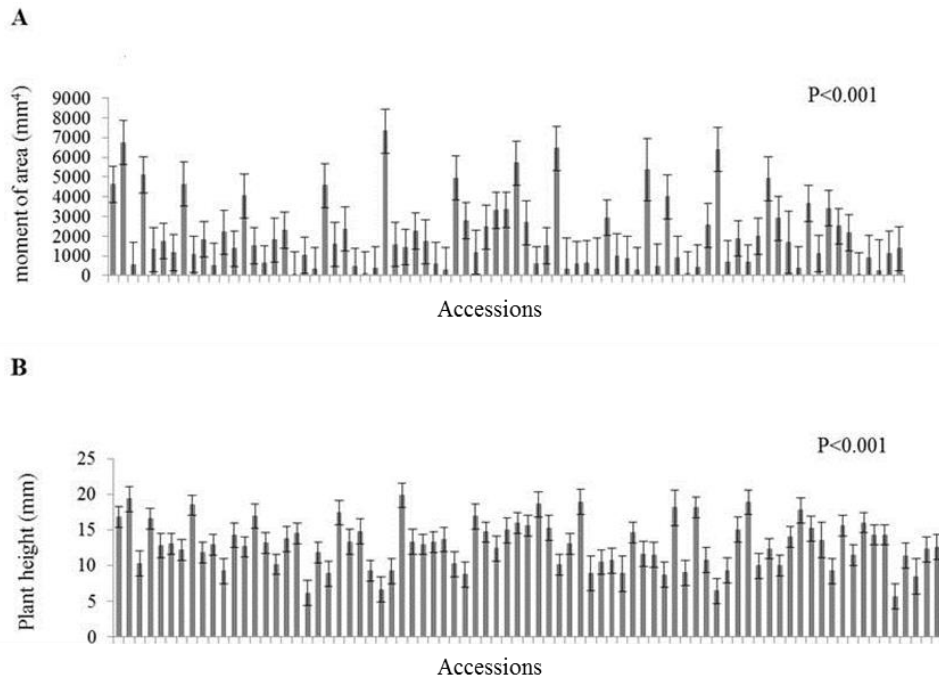 A
moment of area (mm⁴)
P<0.001
9000
8000
7000
6000
5000
4000
3000
2000
1000
0
Accessions
B
Plant height (mm)
P<0.001
25
20
15
10
5
0
Accessions